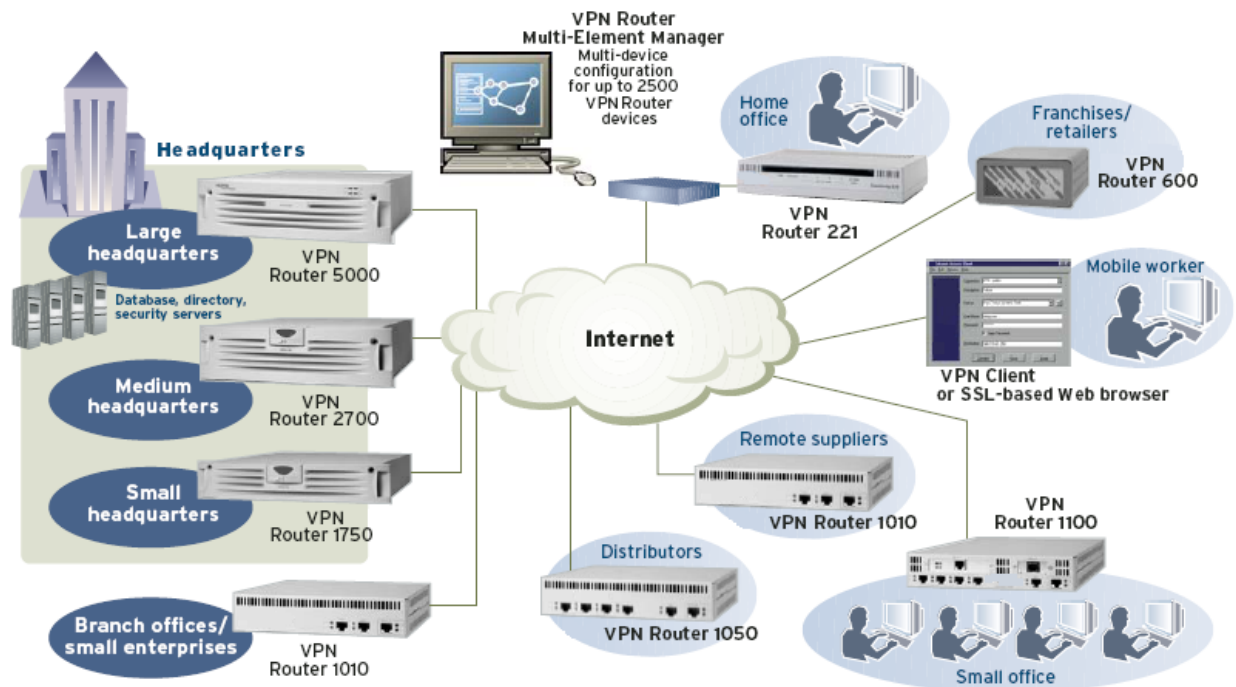 VPN Router
Multi-Element Manager
Multi-device
configuration
for up to 2500
VPN Router
devices
Home
office
VPN
Router 221
Franchises/
retailers
VPN
Router 600
Headquarters
Large
headquarters
VPN
Router 5000
Database, directory,
security servers
Medium
headquarters
VPN
Router 2700
Small
headquarters
VPN
Router 1750
Branch offices/
small enterprises
VPN
Router 1010
Internet
Mobile worker
VPN Client
or SSL-based Web browser
Remote suppliers
VPN Router 1010
Distributors
VPN Router 1050
VPN
Router 1100
Small office